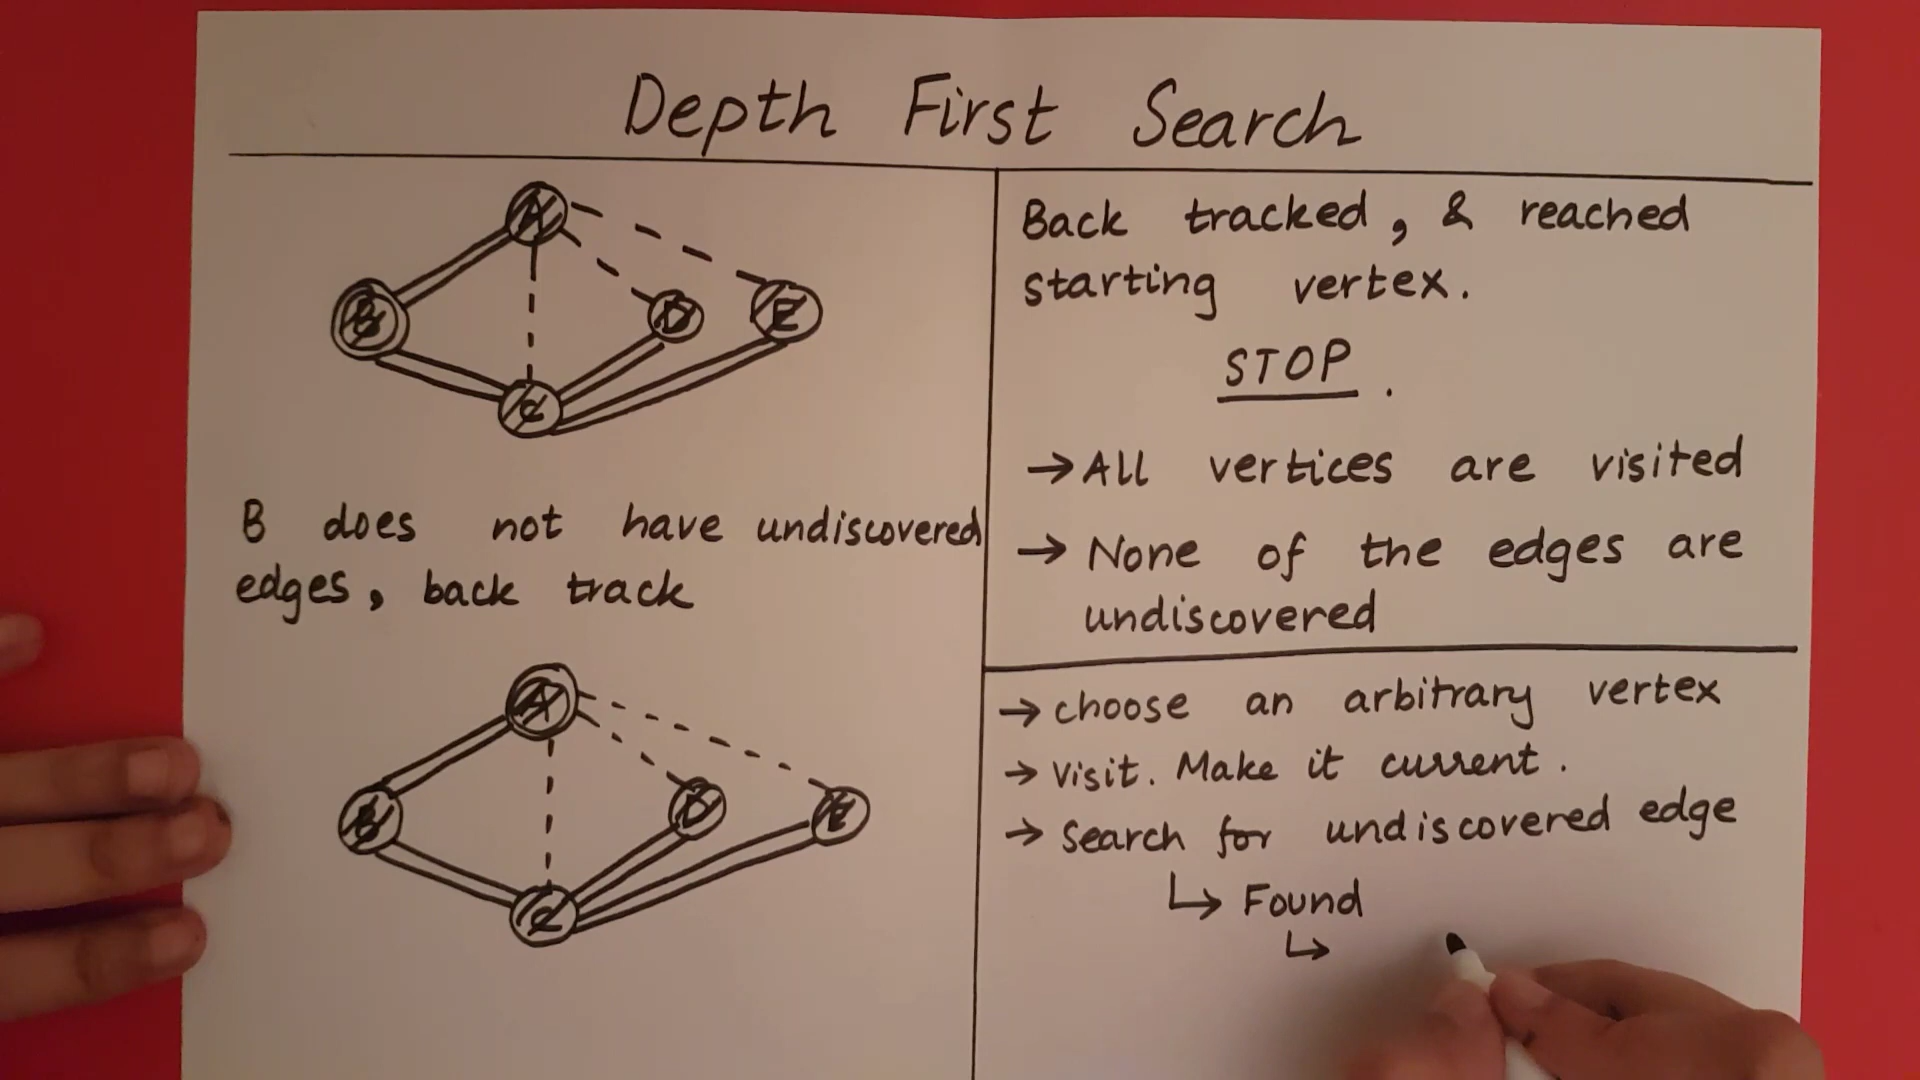 Depth First Search
A
B
D
E
C
B does not have undiscovered
edges, back track
A
B
D
E
C
Back tracked, & reached
starting vertex.
STOP.
→ All vertices are visited
→ None of the edges are
undiscovered
→ choose an arbitrary vertex
→ Visit. Make it current.
→ Search for undiscovered edge
↳ Found
↳